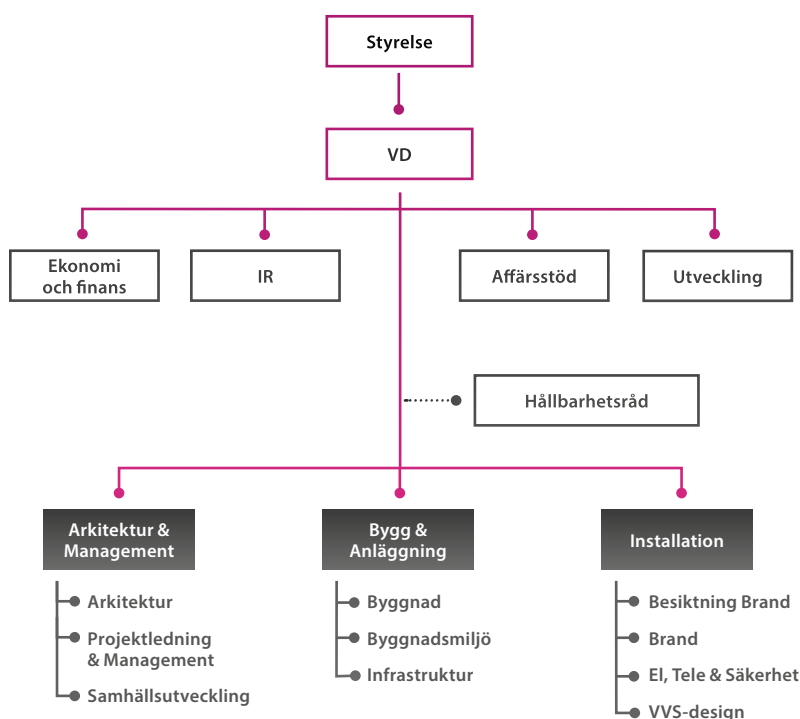 Styrelse
VD
Ekonomi
och finans
IR
Affärsstöd
Utveckling
Hållbarhetsråd
Arkitektur &
Management
Arkitektur
Projektledning
& Management
Samhällsutveckling
Bygg &
Anläggning
Byggnad
Byggnadsmiljö
Infrastruktur
Installation
Besiktning Brand
Brand
El, Tele & Säkerhet
VVS-design